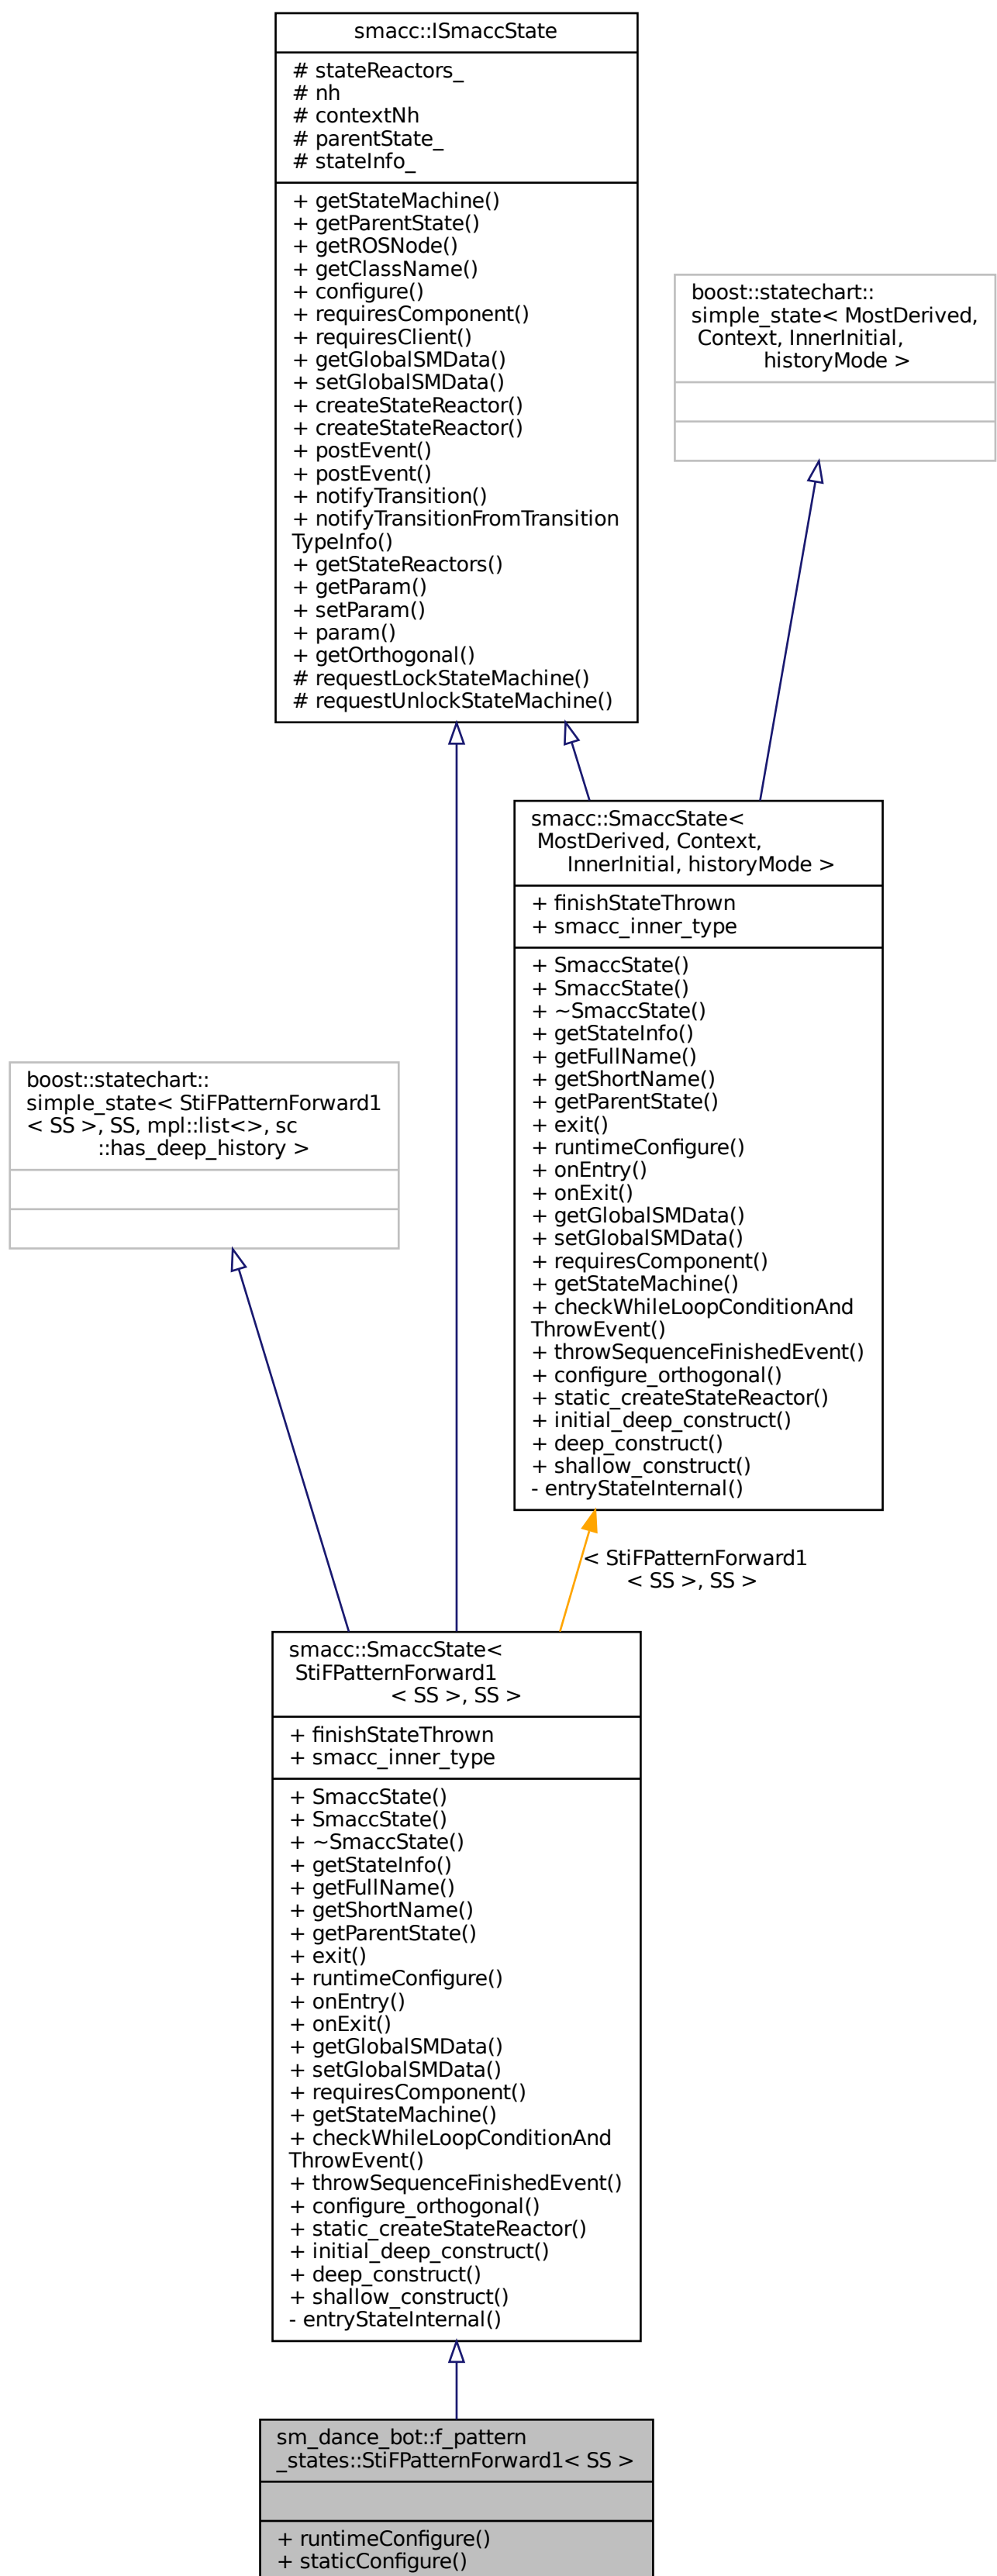 smacc::ISmaccState
# stateReactors_
# nh
# contextNh
# parentState_
# stateInfo_
+ getStateMachine()
+ getParentState()
+ getROSNode()
+ getClassName()
+ configure()
+ requiresComponent()
+ requiresClient()
+ getGlobalSMData()
+ setGlobalSMData()
+ createStateReactor()
+ createStateReactor()
+ postEvent()
+ postEvent()
+ notifyTransition()
+ notifyTransitionFromTransition
TypeInfo()
+ getStateReactors()
+ getParam()
+ setParam()
+ param()
+ getOrthogonal()
# requestLockStateMachine()
# requestUnlockStateMachine()
boost::statechart::
simple_state< MostDerived,
Context, InnerInitial,
historyMode >
smacc::SmaccState<
MostDerived, Context,
InnerInitial, historyMode >
+ finishStateThrown
+ smacc_inner_type
+ SmaccState()
+ SmaccState()
+ ~SmaccState()
+ getStateInfo()
+ getFullName()
+ getShortName()
+ getParentState()
+ exit()
+ runtimeConfigure()
+ onEntry()
+ onExit()
+ getGlobalSMData()
+ setGlobalSMData()
+ requiresComponent()
+ getStateMachine()
+ checkWhileLoopConditionAnd
ThrowEvent()
+ throwSequenceFinishedEvent()
+ configure_orthogonal()
+ static_createStateReactor()
+ initial_deep_construct()
+ deep_construct()
+ shallow_construct()
- entryStateInternal()
boost::statechart::
simple_state< StiFPatternForward1
< SS >, SS, mpl::list<>, sc
::has_deep_history >
< StiFPatternForward1
< SS >, SS >
smacc::SmaccState<
StiFPatternForward1
< SS >, SS >
+ finishStateThrown
+ smacc_inner_type
+ SmaccState()
+ SmaccState()
+ ~SmaccState()
+ getStateInfo()
+ getFullName()
+ getShortName()
+ getParentState()
+ exit()
+ runtimeConfigure()
+ onEntry()
+ onExit()
+ getGlobalSMData()
+ setGlobalSMData()
+ requiresComponent()
+ getStateMachine()
+ checkWhileLoopConditionAnd
ThrowEvent()
+ throwSequenceFinishedEvent()
+ configure_orthogonal()
+ static_createStateReactor()
+ initial_deep_construct()
+ deep_construct()
+ shallow_construct()
- entryStateInternal()
sm_dance_bot::f_pattern
_states::StiFPatternForward1< SS >
+ runtimeConfigure()
+ staticConfigure()